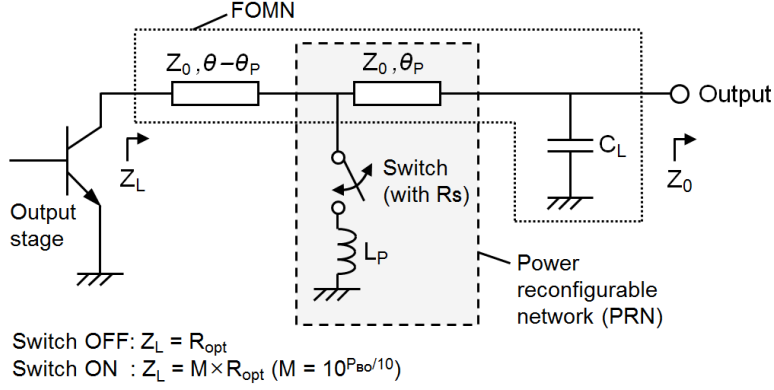 FOMN
Z₀ , θ−θP
Z₀ , θP
Output
Switch
(with Rs)
CL
ZL
Z₀
Output
stage
LP
Power
reconfigurable
network (PRN)
Switch OFF: ZL = Ropt
Switch ON : ZL = M×Ropt (M = 10^PBO/10)